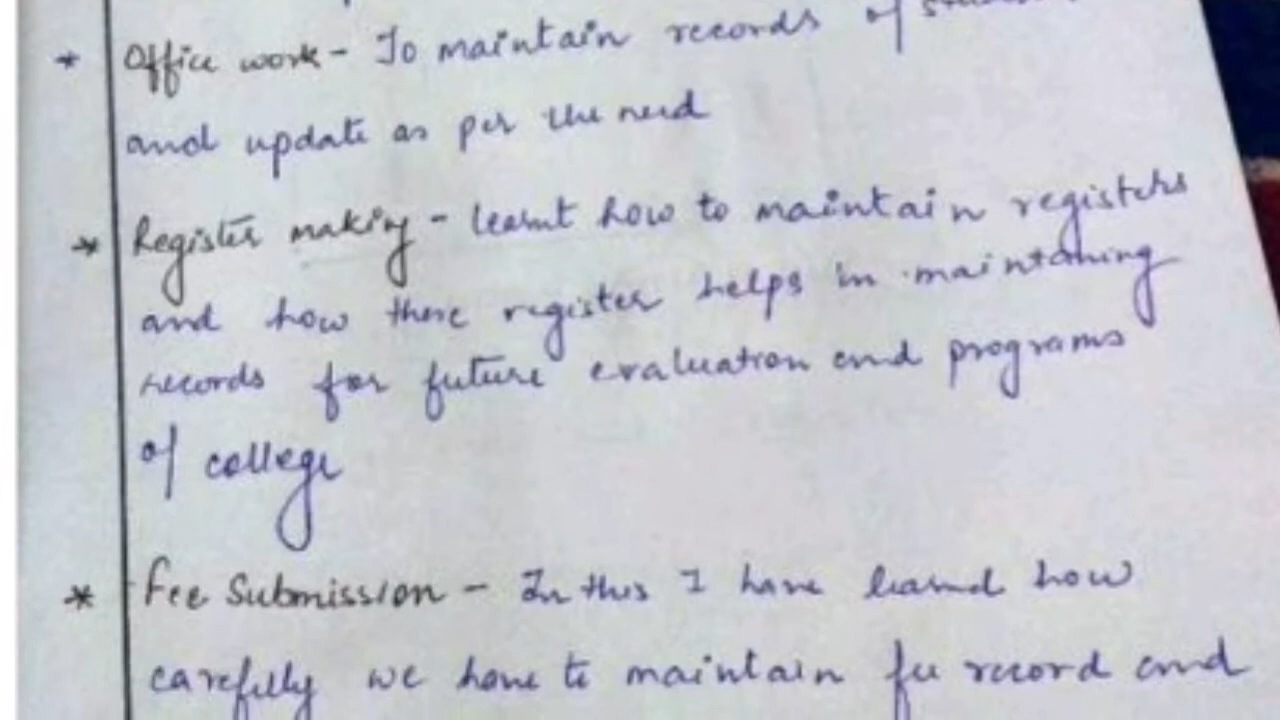 * Office work - To maintain records of
and update as per the need
* Register making - learnt how to maintain registers
and how these register helps in maintaning
records for future evaluation and programs
of college
* Fee Submission - In this I have learnd how
carefully we have to maintain fee record and